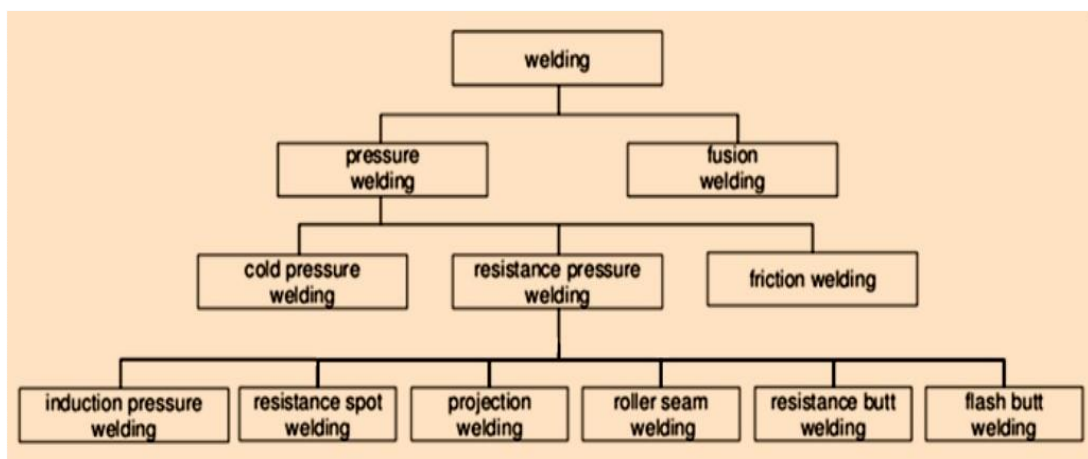 welding
pressure
welding
fusion
welding
cold pressure
welding
resistance pressure
welding
friction welding
induction pressure
welding
resistance spot
welding
projection
welding
roller seam
welding
resistance butt
welding
flash butt
welding